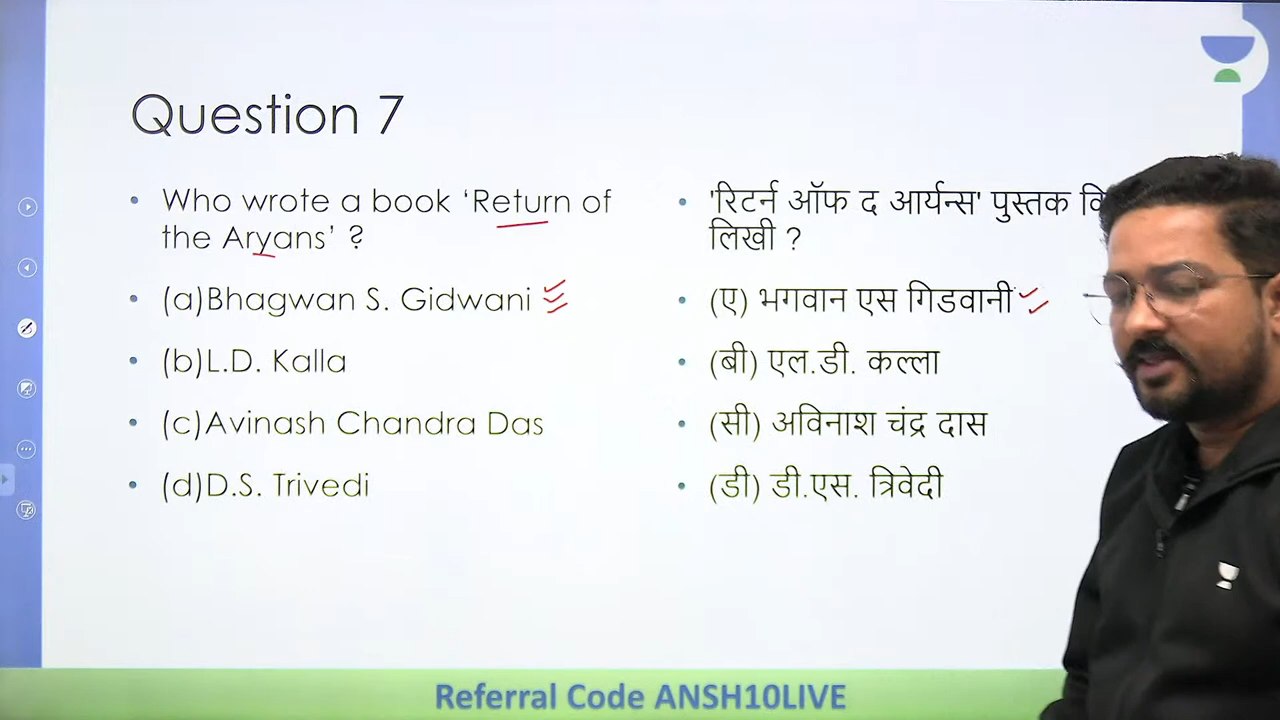 Question 7
• Who wrote a book ‘Return of
the Aryans’ ?
• (a)Bhagwan S. Gidwani
• (b)L.D. Kalla
• (c)Avinash Chandra Das
• (d)D.S. Trivedi
• 'रिटर्न ऑफ द आर्यन्स' पुस्तक
लिखी ?
• (ए) भगवान एस गिडवानी
• (बी) एल.डी. कल्ला
• (सी) अविनाश चंद्र दास
• (डी) डी.एस. त्रिवेदी
Referral Code ANSH10LIVE